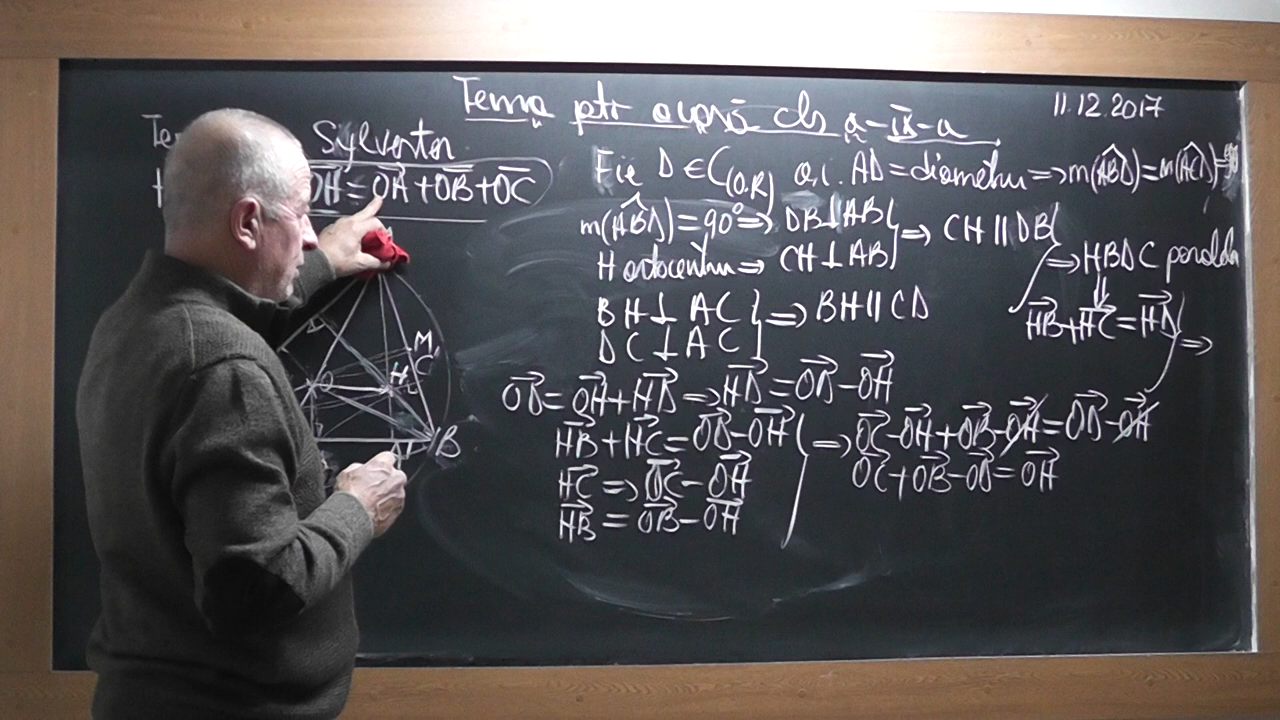 Tema ptr acasă cls a-IX-a
11.12.2017
Te
Sylvester
OH = OA + OB + OC
Fie D ∈ C(O,R) a.i. AD = diametru ⇒ m(ABD) = m(ACD) = 90
m(ABD) = 90° ⇒ DB ⊥ AB
H ortocentru ⇒ CH ⊥ AB
⇒ CH || DB
⇒ HBDC
BH ⊥ AC
DC ⊥ AC
⇒ BH || CD
HB + HC = HD ⇒
OD = OH + HD ⇒ HD = OD - OH
HB + HC = OD - OH
HC ⇒ OC - OH
HB = OB - OH
⇒ OC - OH + OB - OH = OD - OH
OC + OB - OD = OH
M
C
O
H
B